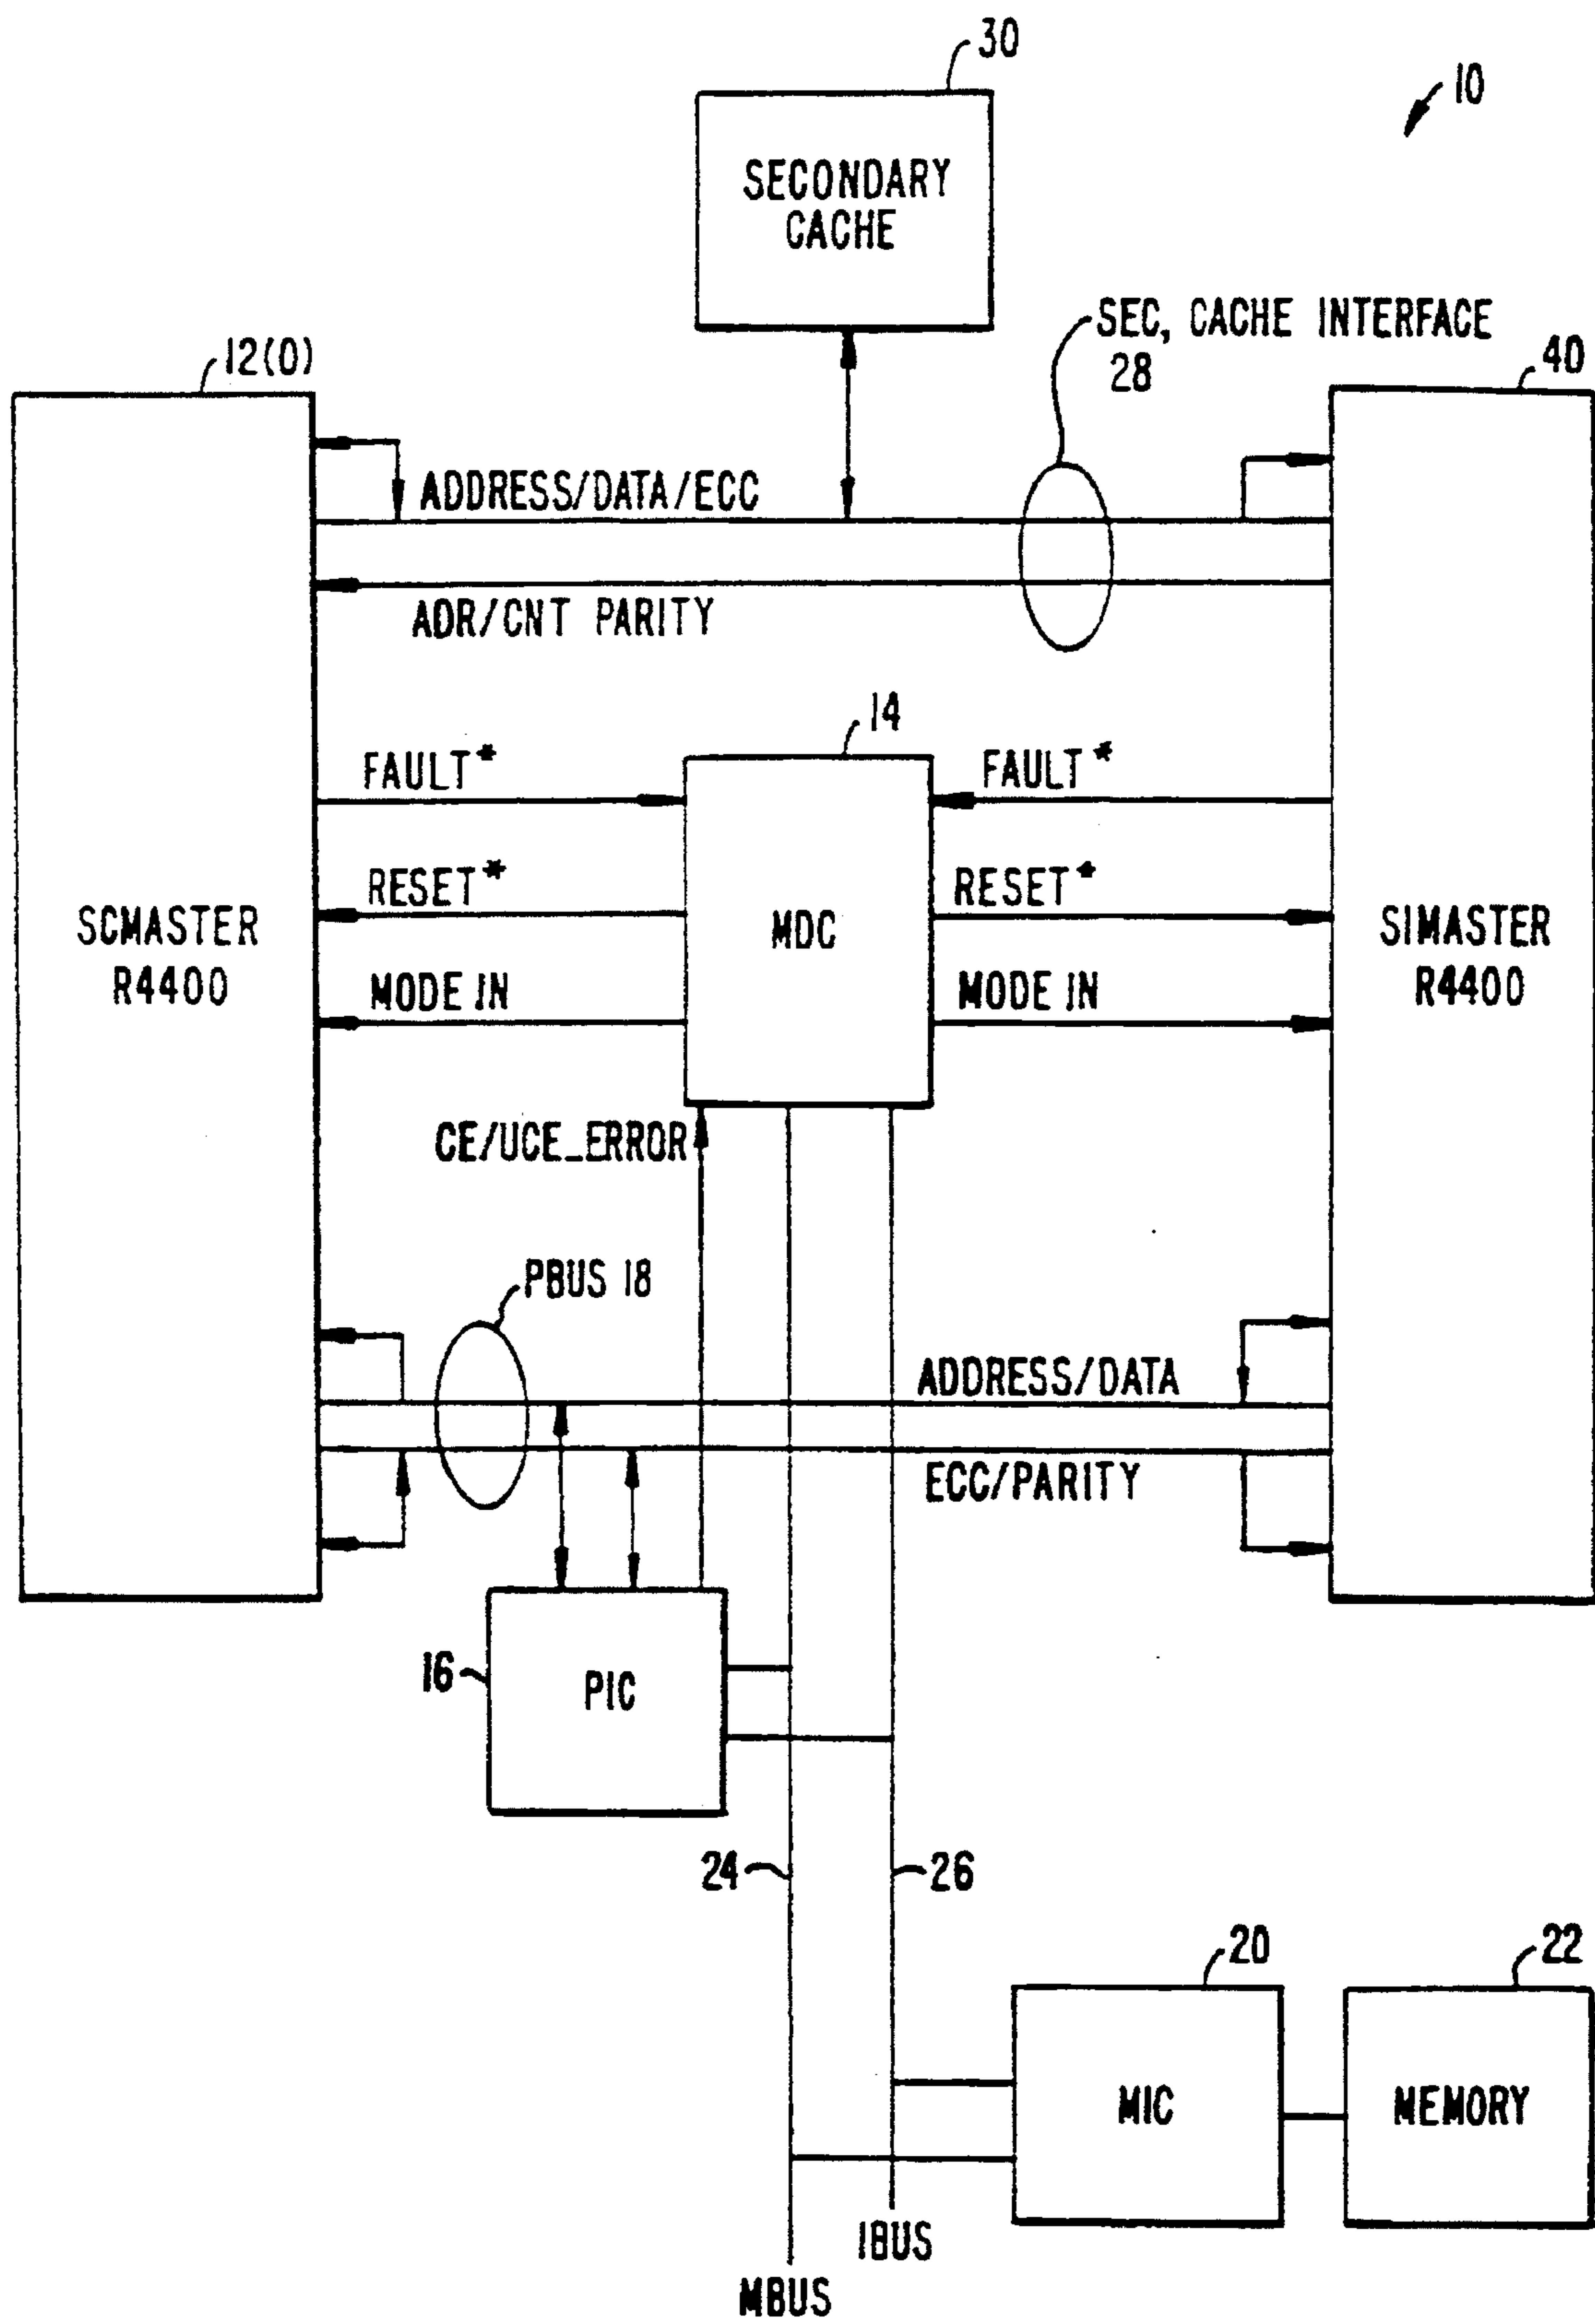 30
10
SECONDARY
CACHE
SEC, CACHE INTERFACE
28
12(0)
40
ADDRESS/DATA/ECC
ADR/CNT PARITY
14
FAULT*
FAULT*
RESET*
RESET*
MDC
SCMASTER
R4400
SIMASTER
R4400
MODE IN
MODE IN
CE/UCE_ERROR
PBUS 18
ADDRESS/DATA
ECC/PARITY
16
PIC
24
26
20
22
MIC
MEMORY
IBUS
MBUS